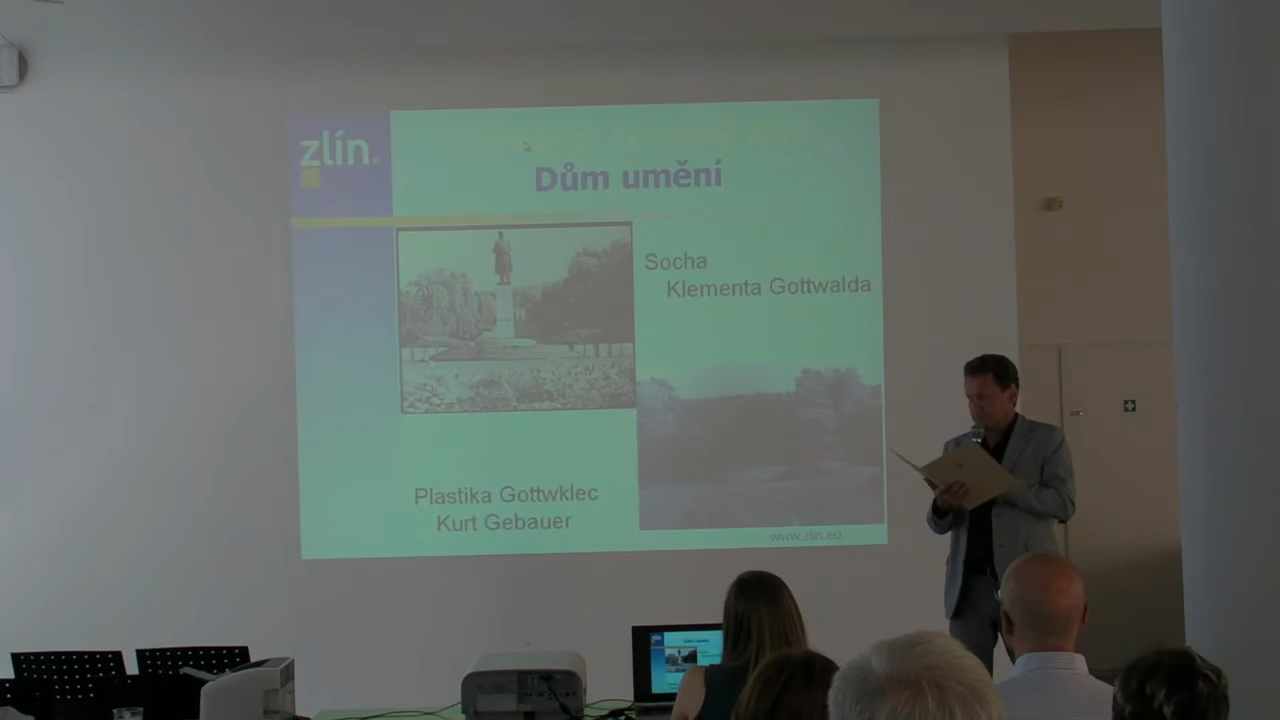 zlín.
Dům umění
Socha
Klementa Gottwalda
Plastika Gottwklec
Kurt Gebauer
www.zlin.eu